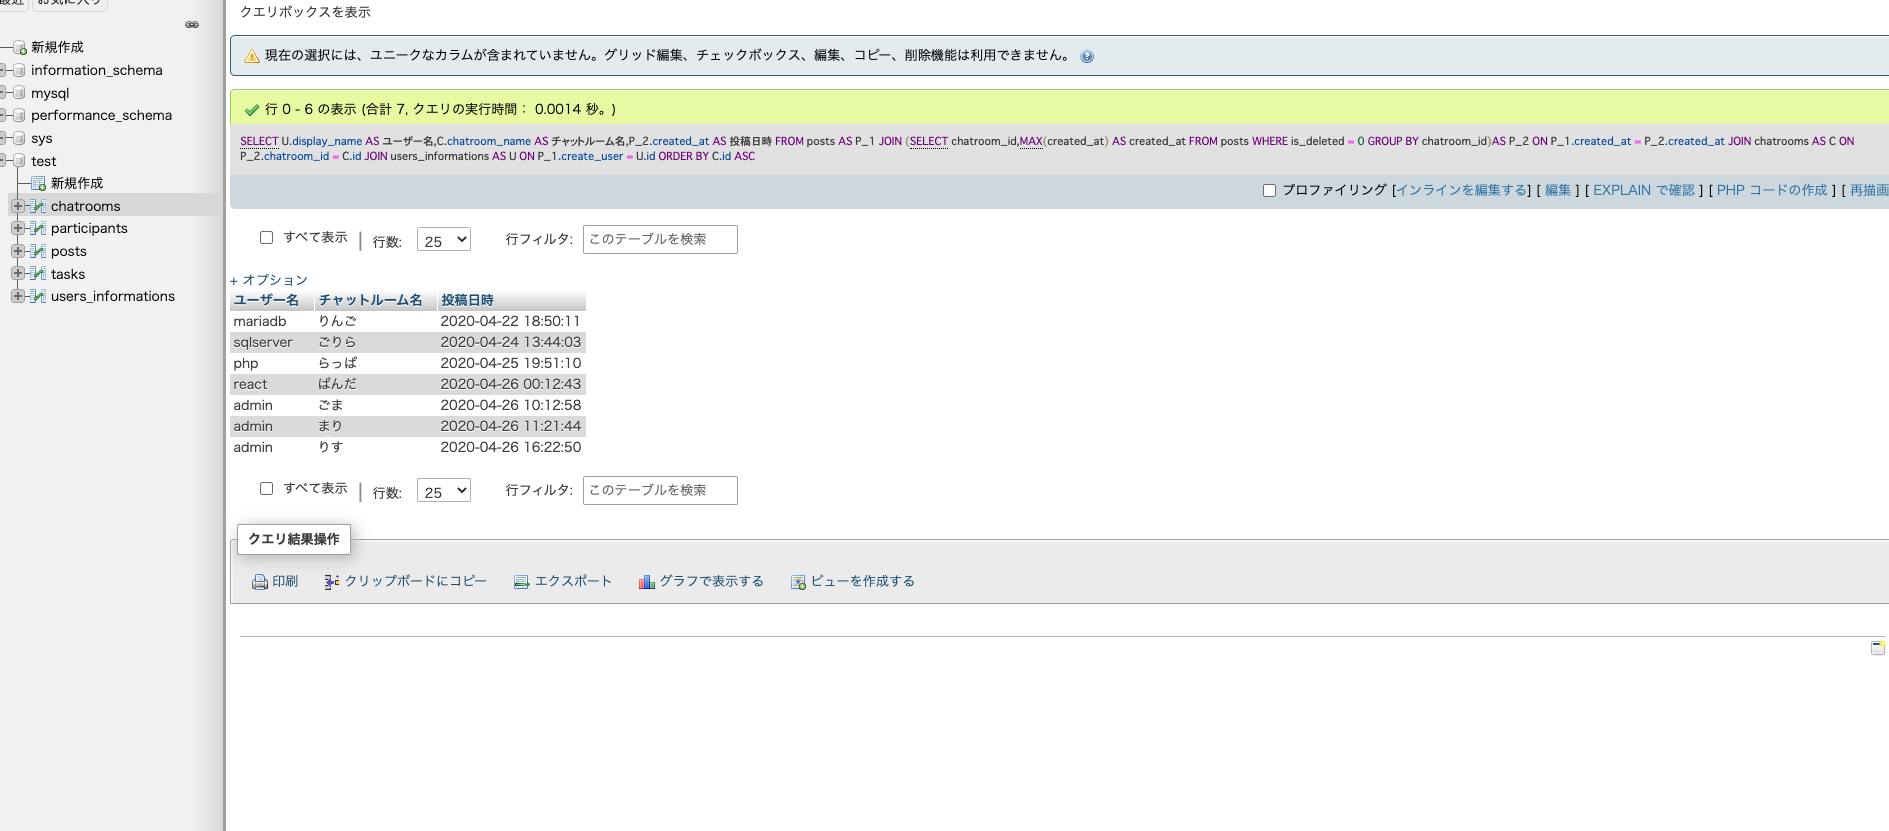 クエリボックスを表示
新規作成
information_schema
mysql
performance_schema
sys
test
新規作成
chatrooms
participants
posts
tasks
users_informations
現在の選択には、ユニークなカラムが含まれていません。グリッド編集、チェックボックス、編集、コピー、削除機能は利用できません。
行 0 - 6 の表示 (合計 7, クエリの実行時間： 0.0014 秒。)
SELECT U.display_name AS ユーザー名,C.chatroom_name AS チャットルーム名,P_2.created_at AS 投稿日時 FROM posts AS P_1 JOIN (SELECT chatroom_id,MAX(created_at) AS created_at FROM posts WHERE is_deleted = 0 GROUP BY chatroom_id)AS P_2 ON P_1.created_at = P_2.created_at JOIN chatrooms AS C ON
P_2.chatroom_id = C.id JOIN users_informations AS U ON P_1.create_user = U.id ORDER BY C.id ASC
プロファイリング [インラインを編集する] [ 編集 ] [ EXPLAIN で確認 ] [ PHP コードの作成 ] [ 再描画
すべて表示 | 行数: 25 行フィルタ: このテーブルを検索
+ オプション
ユーザー名 チャットルーム名 投稿日時
mariadb りんご 2020-04-22 18:50:11
sqlserver ごりら 2020-04-24 13:44:03
php らっぱ 2020-04-25 19:51:10
react ぱんだ 2020-04-26 00:12:43
admin ごま 2020-04-26 10:12:58
admin まり 2020-04-26 11:21:44
admin りす 2020-04-26 16:22:50
すべて表示 | 行数: 25 行フィルタ: このテーブルを検索
クエリ結果操作
印刷 クリップボードにコピー エクスポート グラフで表示する ビューを作成する